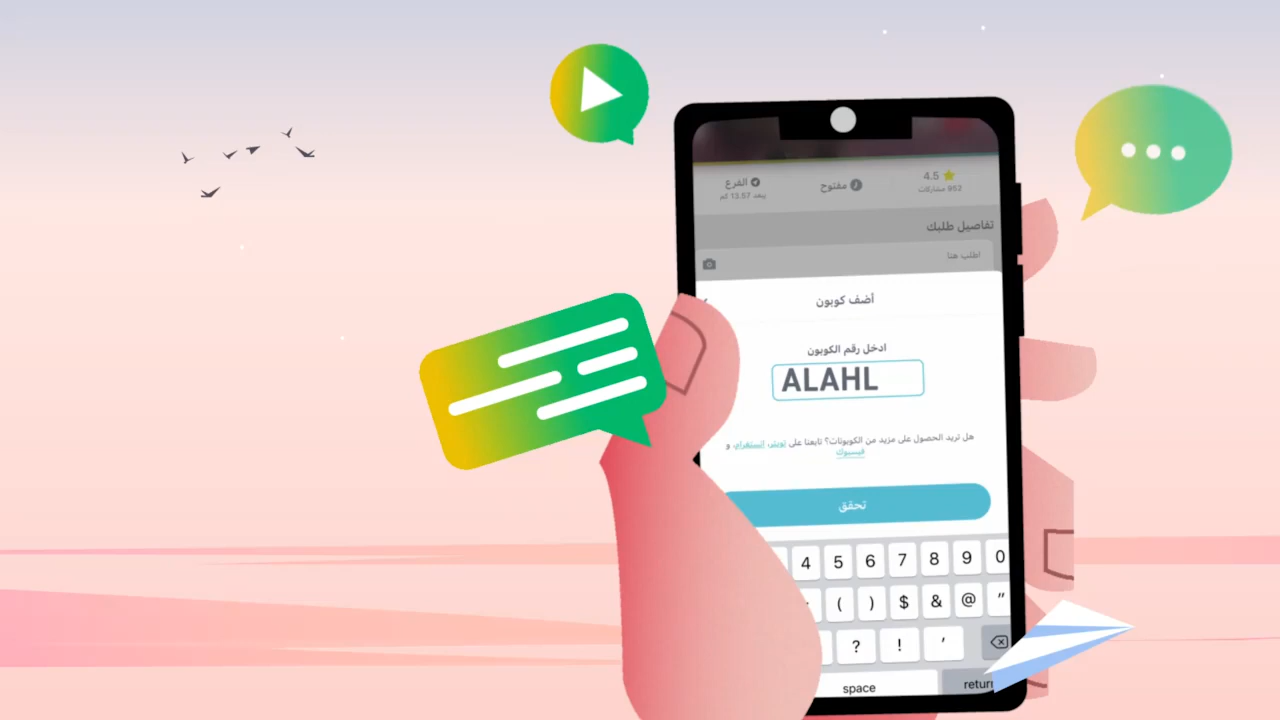 4.5
952 مشاركات
مفتوح
الفرع
يبعد 13.57 كم
تفاصيل طلبك
اطلب هنا
أضف كوبون
ادخل رقم الكوبون
ALAHL
هل تريد الحصول على مزيد من الكوبونات؟ تابعنا على تويتر، انستغرام، و
فيسبوك
تحقق
4 5 6 7 8 9 0
( ) $ & @ "
? ! ’
space
return